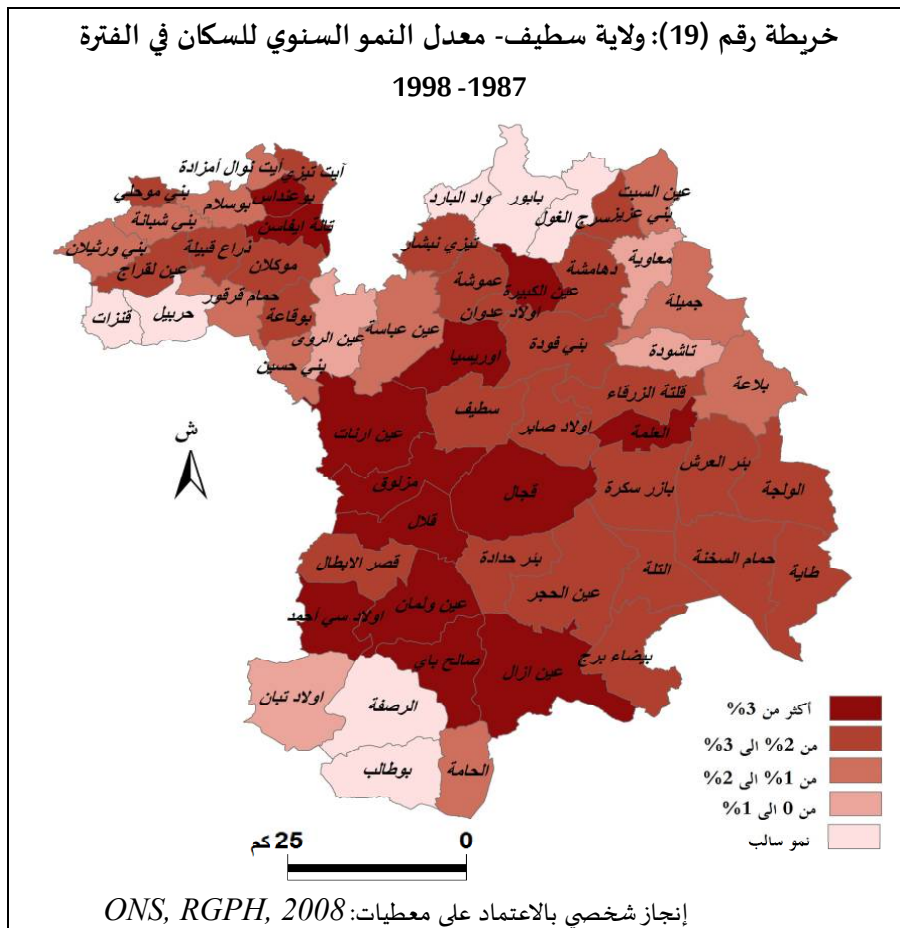 خريطة رقم (19): ولاية سطيف- معدل النمو السنوي للسكان في الفترة
1987- 1998
آيت نوال أمزادة
آيت تيزي
بني موحلي
بوسلام
بوعنداس
بني شبانة
تالة ايفاسن
بني ورثيلان
ذراع قبيلة
عين لقراج
موكلان
حمام قرقور
قنزات
حربيل
بوقاعة
عين الروى
بني حسين
عين عباسة
واد البارد
بابور
سرج الغول
عين السبت
بني عزيز
معاوية
تيزي نبشار
عموشة
عين الكبيرة
دهامشة
جميلة
اولاد عدوان
اوريسيا
بني فودة
تاشودة
بلاعة
قلتة الزرقاء
سطيف
اولاد صابر
العلمة
عين ارنات
بئر العرش
الولجة
مزلوق
قجال
بازر سكرة
قلال
قصر الابطال
بئر حدادة
عين الحجر
التلة
حمام السخنة
طاية
عين ولمان
اولاد سي أحمد
صالح باي
عين ازال
بيضاء برج
اولاد تبان
الرصفة
بوطالب
الحامة
ش
أكثر من 3%
من 2% الى 3%
من 1% الى 2%
من 0 الى 1%
نمو سالب
25 كم
0
إنجاز شخصي بالاعتماد على معطيات: ONS, RGPH, 2008